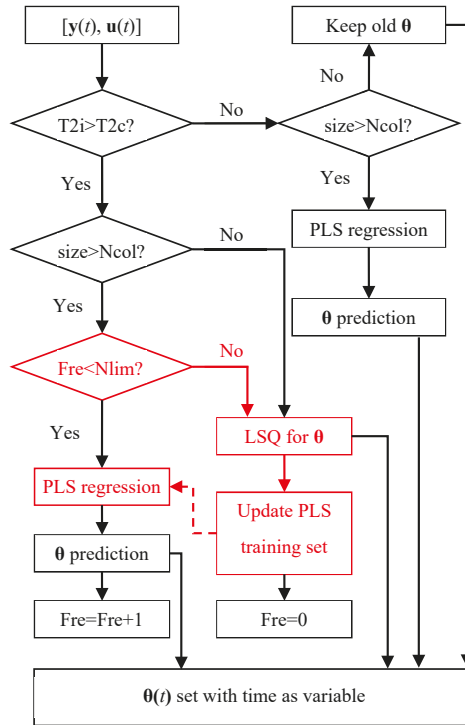 [y(t), u(t)]
Keep old θ
No
T2i>T2c?
No
size>Ncol?
Yes
Yes
size>Ncol?
No
PLS regression
Yes
θ prediction
Fre<Nlim?
No
Yes
LSQ for θ
PLS regression
Update PLS
training set
θ prediction
Fre=Fre+1
Fre=0
θ(t) set with time as variable